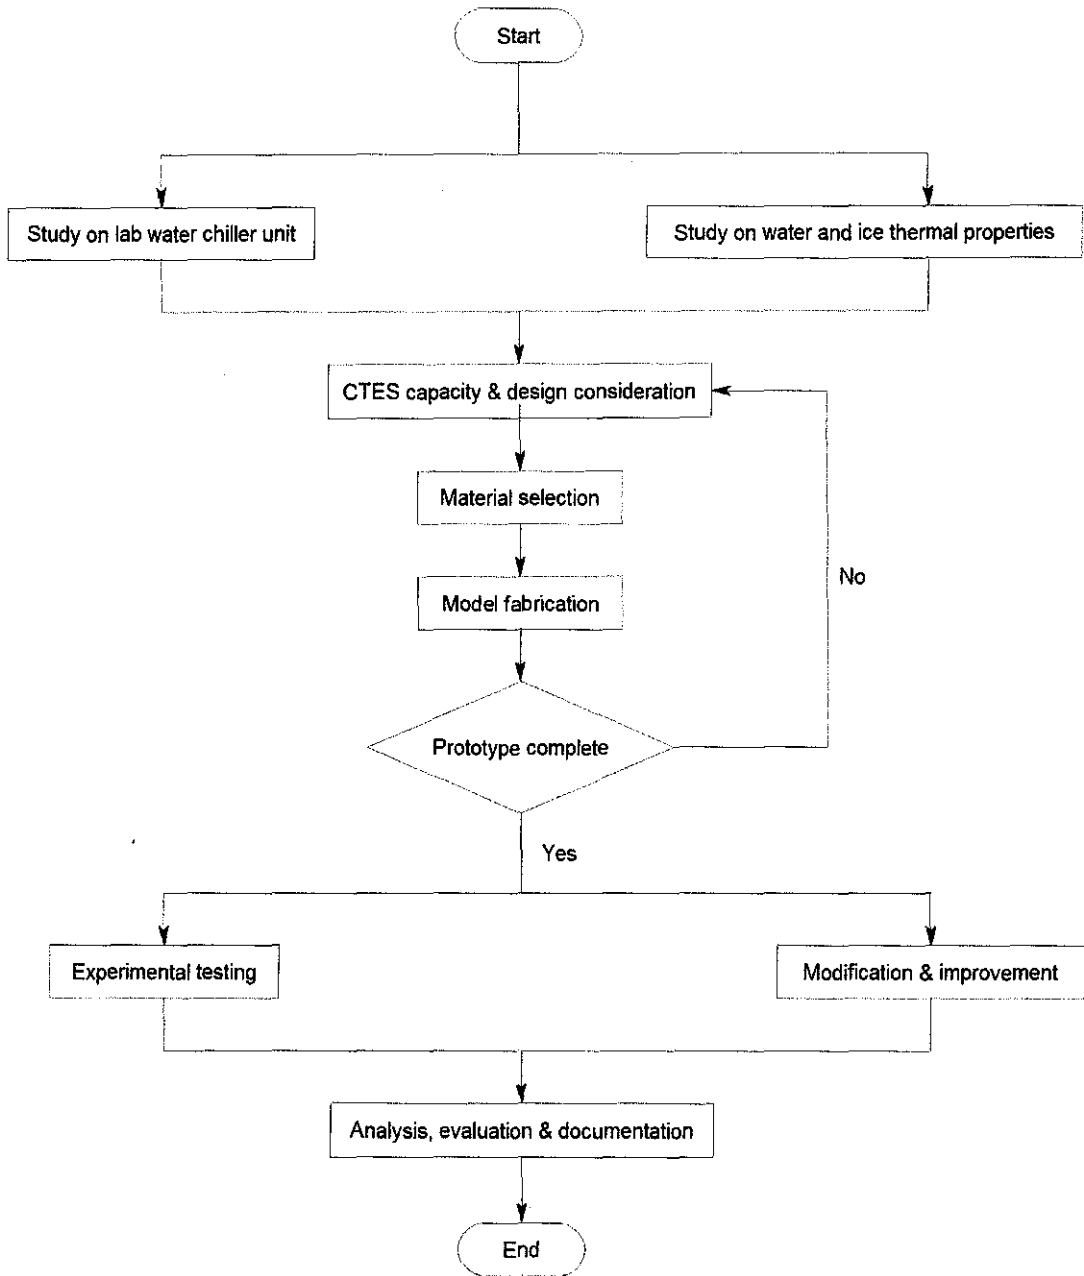 Start
Study on lab water chiller unit
Study on water and ice thermal properties
CTES capacity & design consideration
Material selection
No
Model fabrication
Prototype complete
Yes
Experimental testing
Modification & improvement
Analysis, evaluation & documentation
End